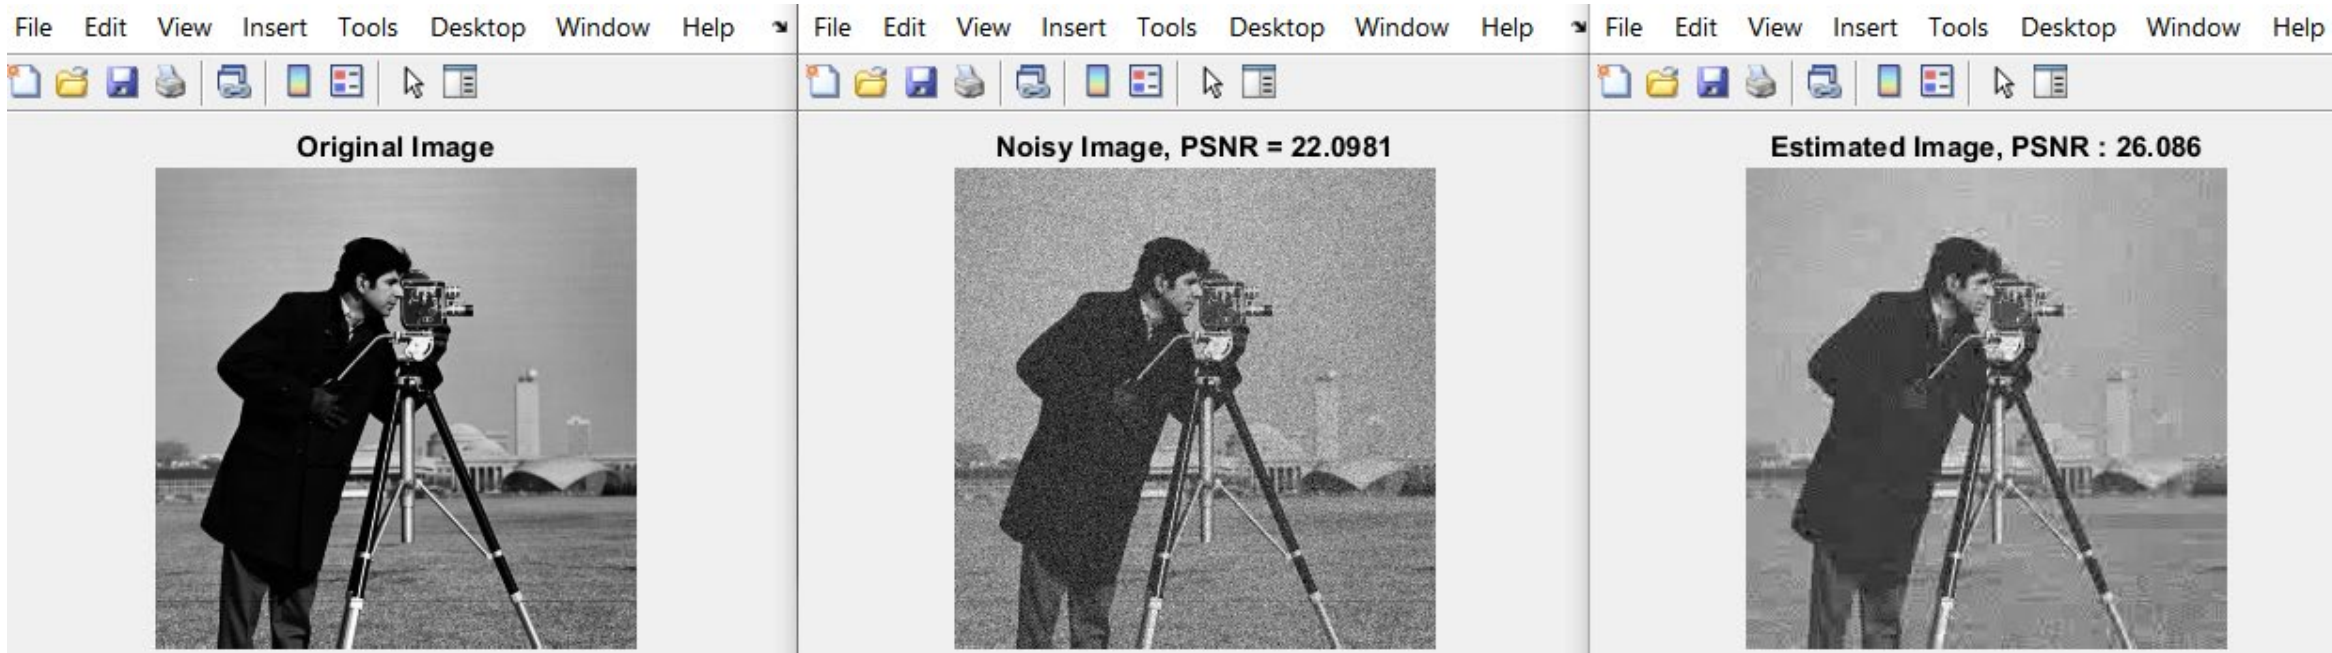 File Edit View Insert Tools Desktop Window Help
Original Image
File Edit View Insert Tools Desktop Window Help
Noisy Image, PSNR = 22.0981
File Edit View Insert Tools Desktop Window Help
Estimated Image, PSNR : 26.086